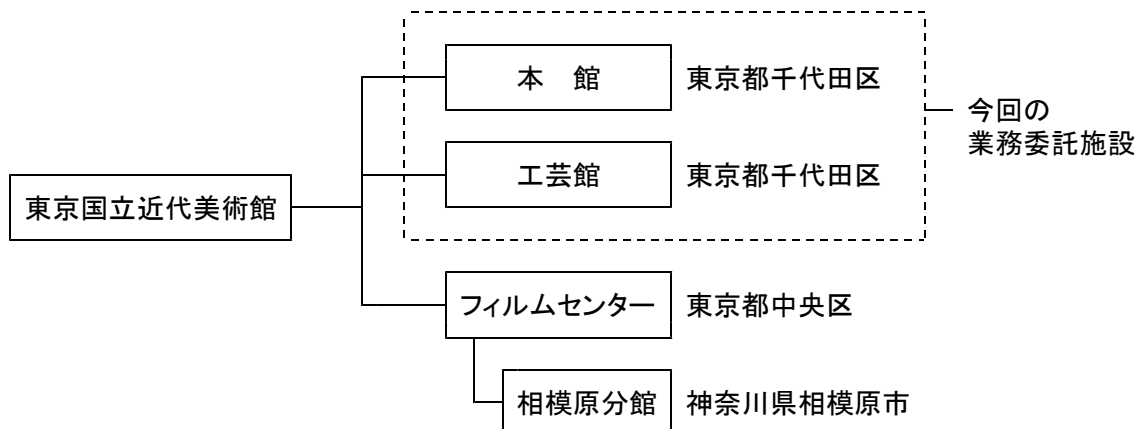 本　館 東京都千代田区
今回の
業務委託施設
工芸館 東京都千代田区
東京国立近代美術館
フィルムセンター 東京都中央区
相模原分館 神奈川県相模原市